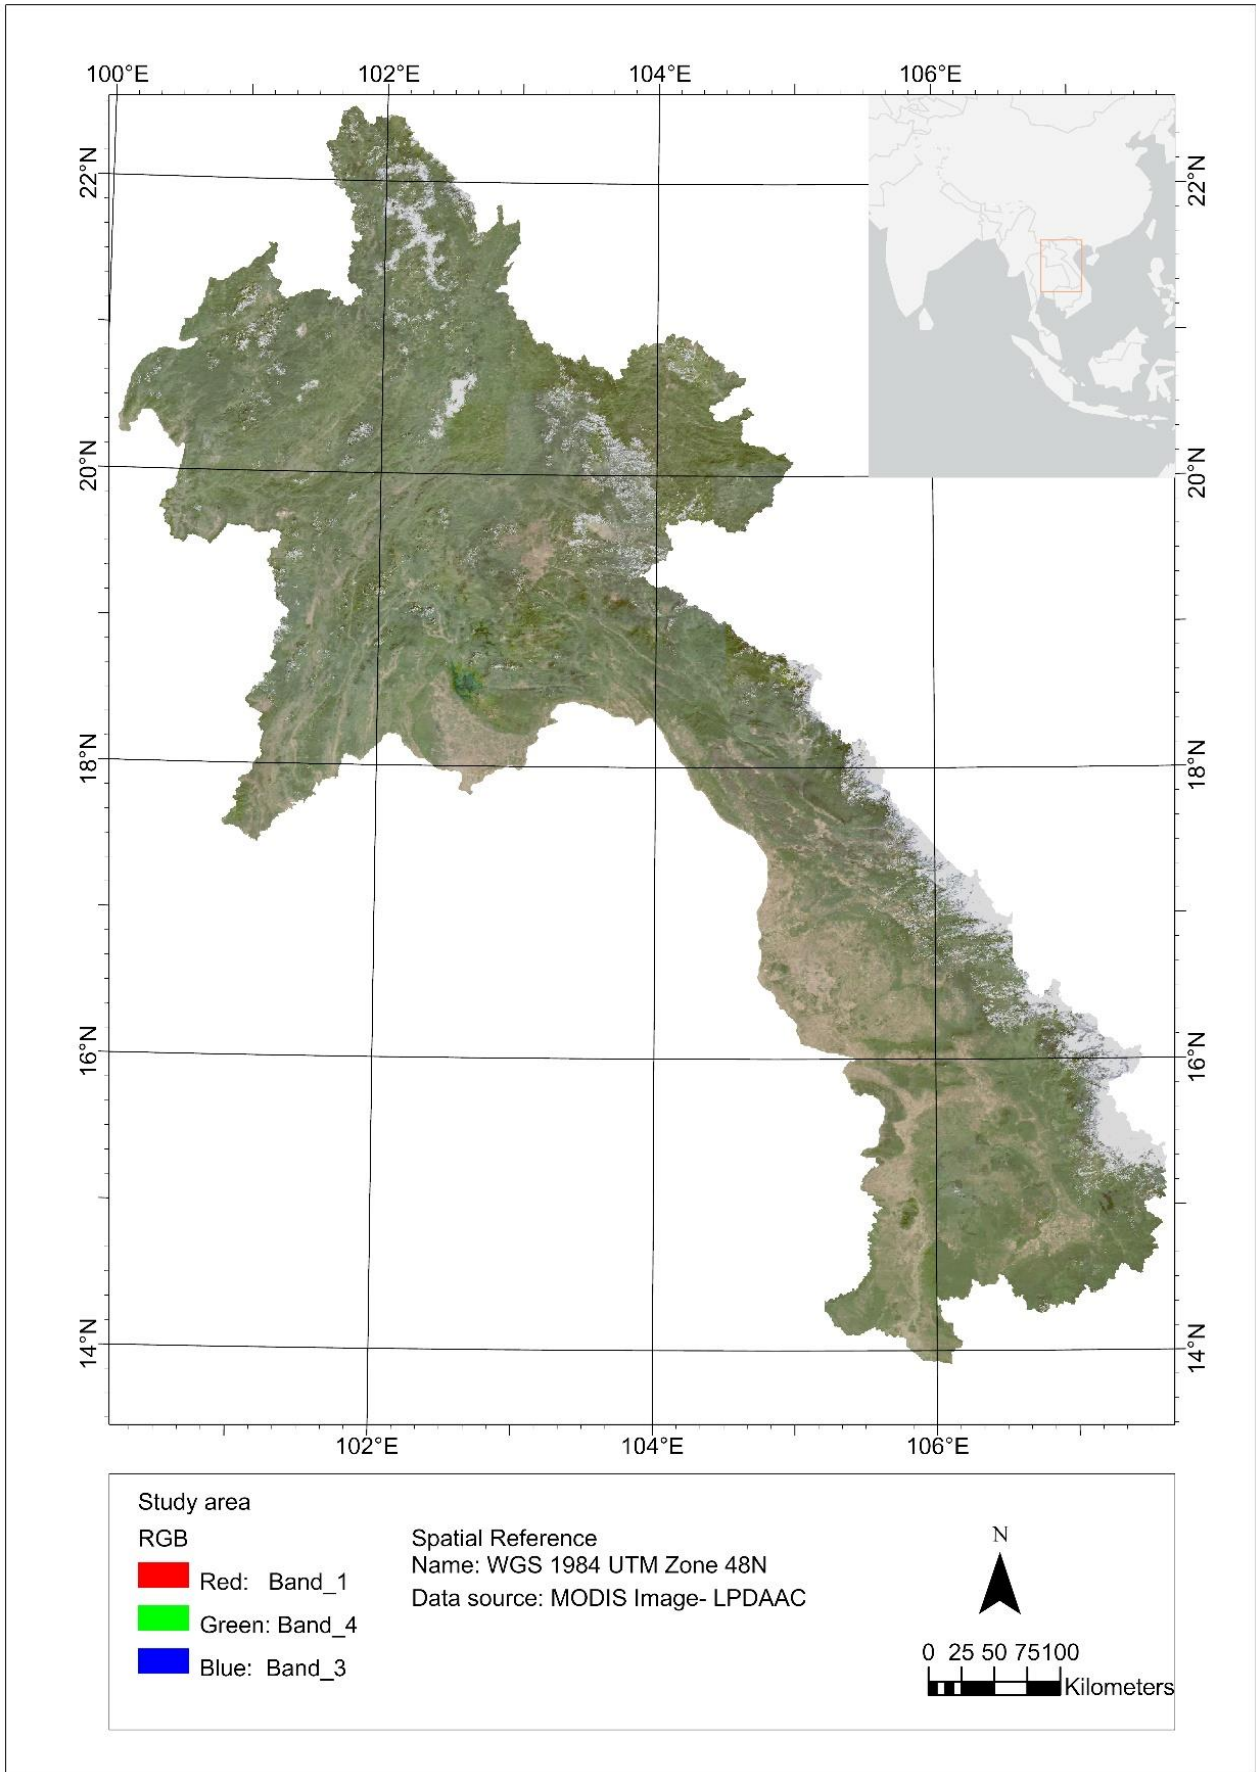 100°E 102°E 104°E 106°E
22°N 22°N
20°N 20°N
18°N 18°N
16°N 16°N
14°N 14°N
102°E 104°E 106°E
Study area
RGB
Red: Band_1
Green: Band_4
Blue: Band_3
Spatial Reference
Name: WGS 1984 UTM Zone 48N
Data source: MODIS Image- LPDAAC
N
0 25 50 75100
Kilometers